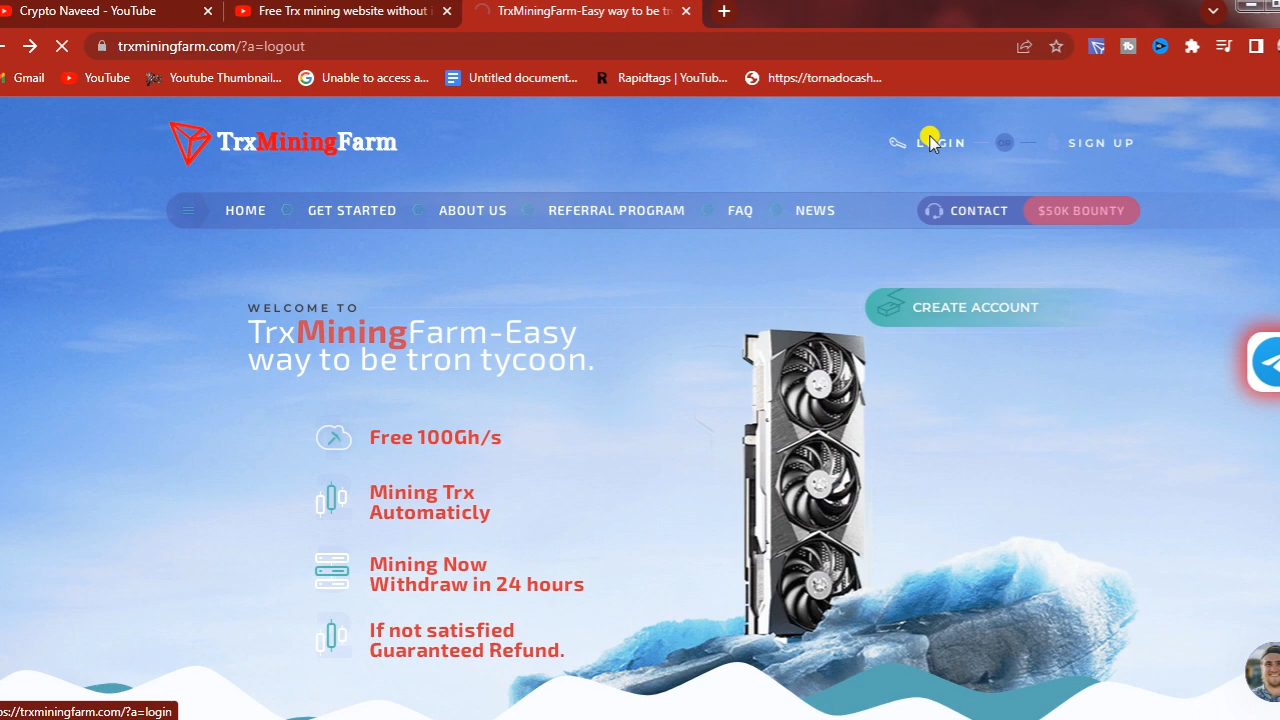 Crypto Naveed - YouTube
Free Trx mining website without
TrxMiningFarm-Easy way to be tr
trxminingfarm.com/?a=logout
Gmail
YouTube
Youtube Thumbnail...
Unable to access a...
Untitled document...
Rapidtags | YouTub...
https://tornadocash...
TrxMiningFarm
LOGIN
OR
SIGN UP
HOME
GET STARTED
ABOUT US
REFERRAL PROGRAM
FAQ
NEWS
CONTACT
$50K BOUNTY
WELCOME TO
TrxMiningFarm-Easy
way to be tron tycoon.
CREATE ACCOUNT
Free 100Gh/s
Mining Trx
Automaticly
Mining Now
Withdraw in 24 hours
If not satisfied
Guaranteed Refund.
ps://trxminingfarm.com/?a=login